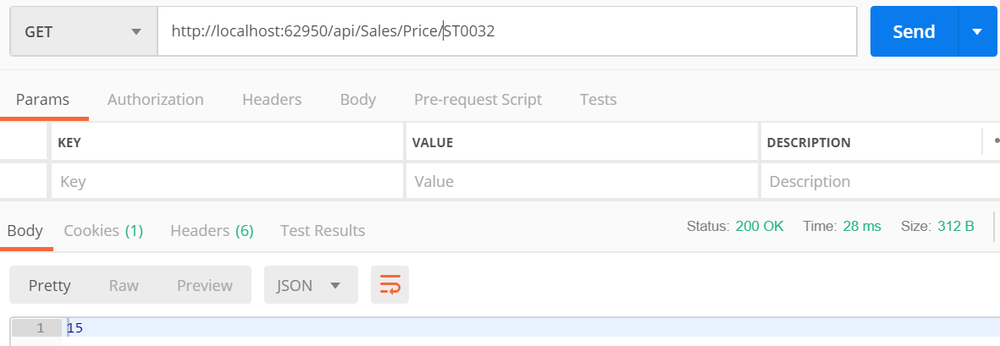 GET http://localhost:62950/api/Sales/Price/ST0032 Send
Params Authorization Headers Body Pre-request Script Tests
KEY VALUE DESCRIPTION
Key Value Description
Body Cookies (1) Headers (6) Test Results Status: 200 OK Time: 28 ms Size: 312 B
Pretty Raw Preview JSON
1 15